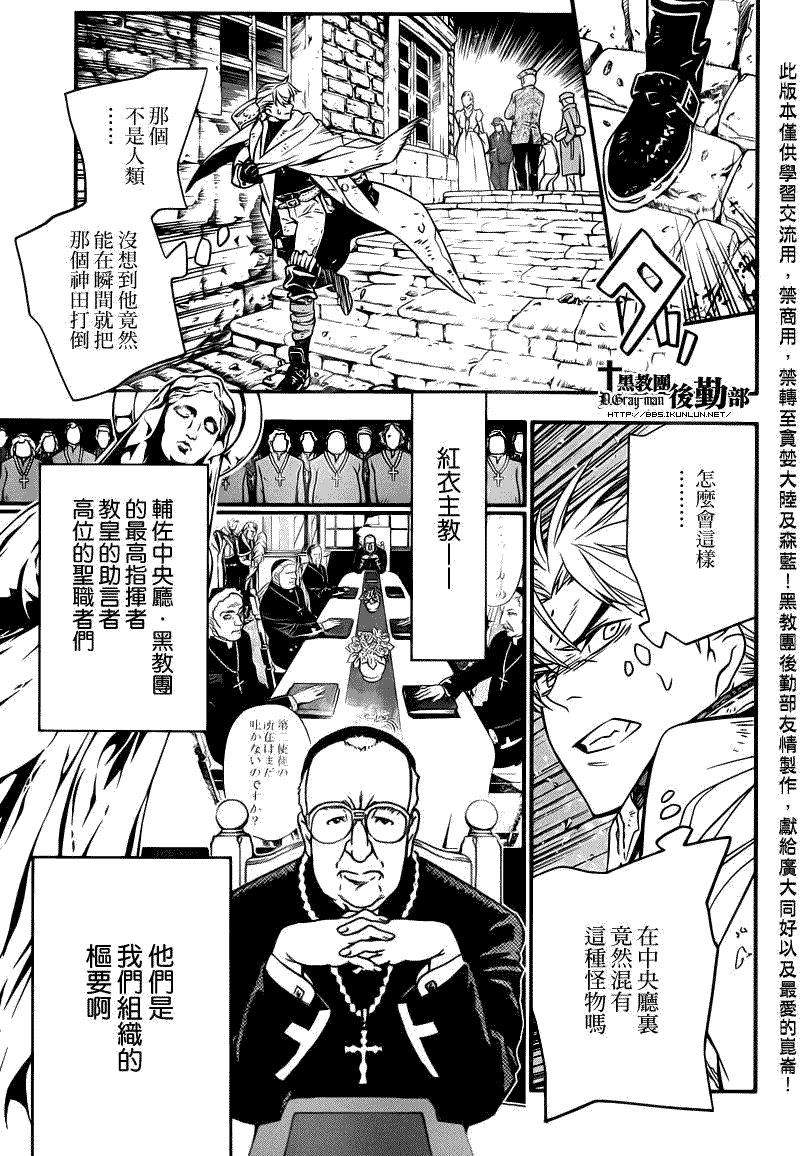 那個
不是人類
……
沒想到他竟然
能在瞬間就把
那個神田打倒
黑教團
D.Gray-man
後勤部
HTTP://BBS.IKUNLUN.NET/
怎麼會這樣
………
在中央廳裏
竟然混有
這種怪物嗎
紅衣主教——
輔佐中央廳．黑教團
的最高指揮者
教皇的助言者
高位的聖職者們
第二使徒の
所在はまだ
吐かないの
ですか？
他們是
我們組織的
樞要啊
此版本僅供學習交流用，禁商用，禁轉至貪婪大陸及森藍！黑教團後勤部友情製作，獻給廣大同好以及最愛的崑崙！